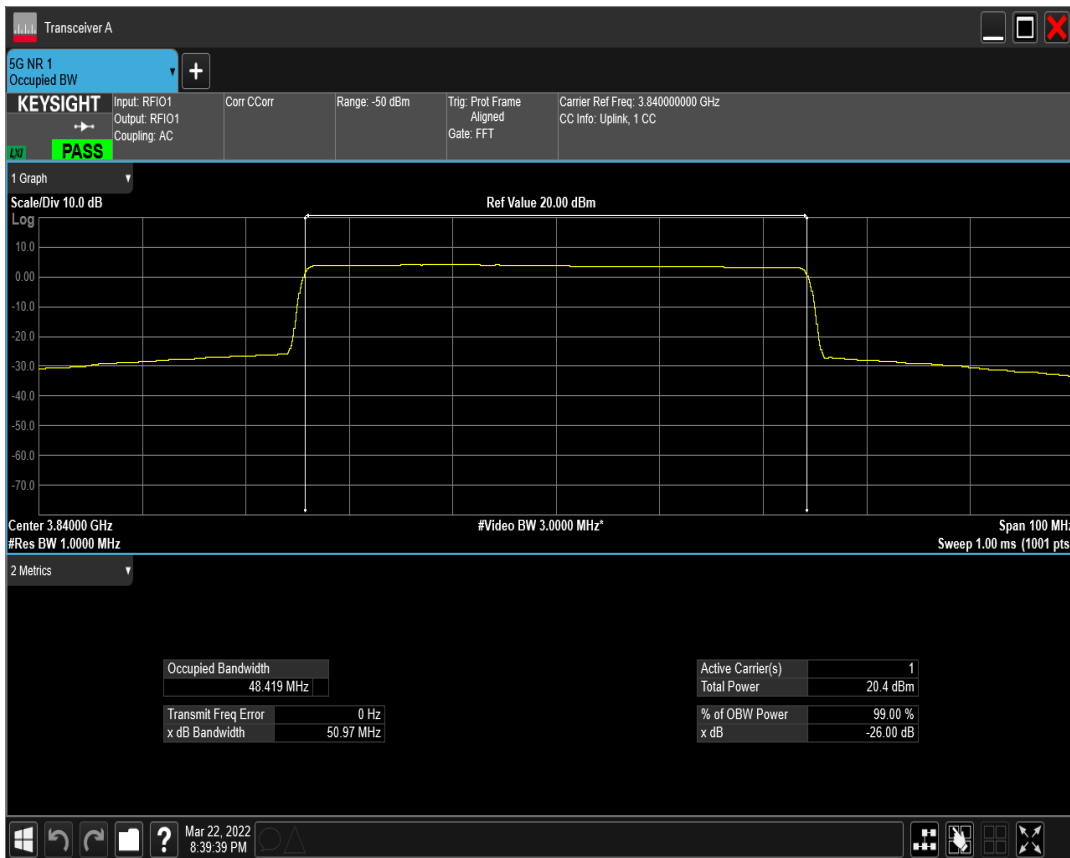 Transceiver A
5G NR 1
Occupied BW
KEYSIGHT
LXI
PASS
Input: RFIO1
Output: RFIO1
Coupling: AC
Corr CCorr
Range: -50 dBm
Trig: Prot Frame
Aligned
Gate: FFT
Carrier Ref Freq: 3.840000000 GHz
CC Info: Uplink, 1 CC
1 Graph
Scale/Div 10.0 dB
Ref Value 20.00 dBm
Log
10.0
0.00
-10.0
-20.0
-30.0
-40.0
-50.0
-60.0
-70.0
Center 3.84000 GHz
#Video BW 3.0000 MHz*
Span 100 MHz
#Res BW 1.0000 MHz
Sweep 1.00 ms (1001 pts
2 Metrics
Occupied Bandwidth
48.419 MHz
Transmit Freq Error 0 Hz
x dB Bandwidth 50.97 MHz
Active Carrier(s) 1
Total Power 20.4 dBm
% of OBW Power 99.00 %
x dB -26.00 dB
?
Mar 22, 2022
8:39:39 PM